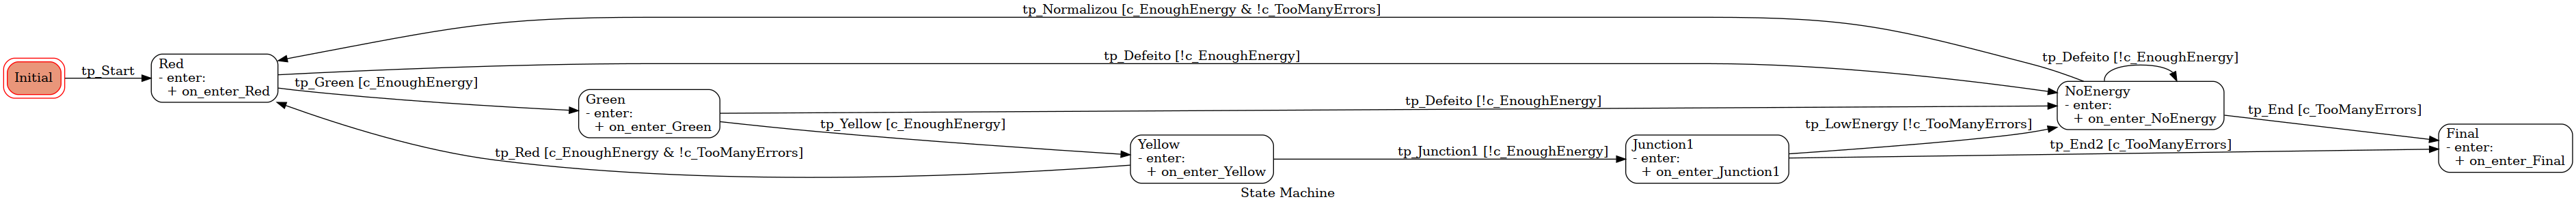 tp_Normalizou [c_EnoughEnergy & !c_TooManyErrors]
tp_Defeito [!c_EnoughEnergy]
tp_Defeito [!c_EnoughEnergy]
Initial
tp_Start
Red
- enter:
+ on_enter_Red
tp_Green [c_EnoughEnergy]
Green
- enter:
+ on_enter_Green
tp_Defeito [!c_EnoughEnergy]
NoEnergy
- enter:
+ on_enter_NoEnergy
tp_End [c_TooManyErrors]
tp_Yellow [c_EnoughEnergy]
tp_LowEnergy [!c_TooManyErrors]
tp_Red [c_EnoughEnergy & !c_TooManyErrors]
Yellow
- enter:
+ on_enter_Yellow
tp_Junction1 [!c_EnoughEnergy]
Junction1
- enter:
+ on_enter_Junction1
tp_End2 [c_TooManyErrors]
Final
- enter:
+ on_enter_Final
State Machine